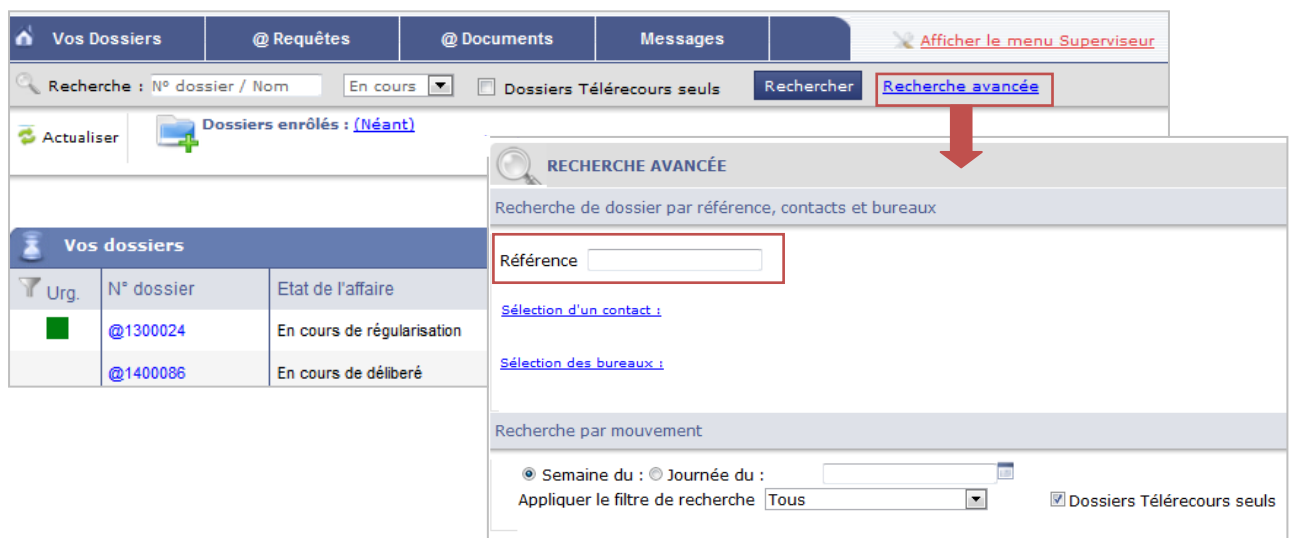 Vos Dossiers @ Requêtes @ Documents Messages Afficher le menu Superviseur
Recherche : N° dossier / Nom En cours Dossiers Télérecours seuls Rechercher Recherche avancée
Actualiser Dossiers enrôlés : (Néant)
RECHERCHE AVANCÉE
Recherche de dossier par référence, contacts et bureaux
Référence
Sélection d'un contact :
Sélection des bureaux :
Recherche par mouvement
Semaine du : Journée du :
Appliquer le filtre de recherche Tous Dossiers Télérecours seuls
Vos dossiers
Urg. N° dossier Etat de l'affaire
@1300024 En cours de régularisation
@1400086 En cours de déliberé